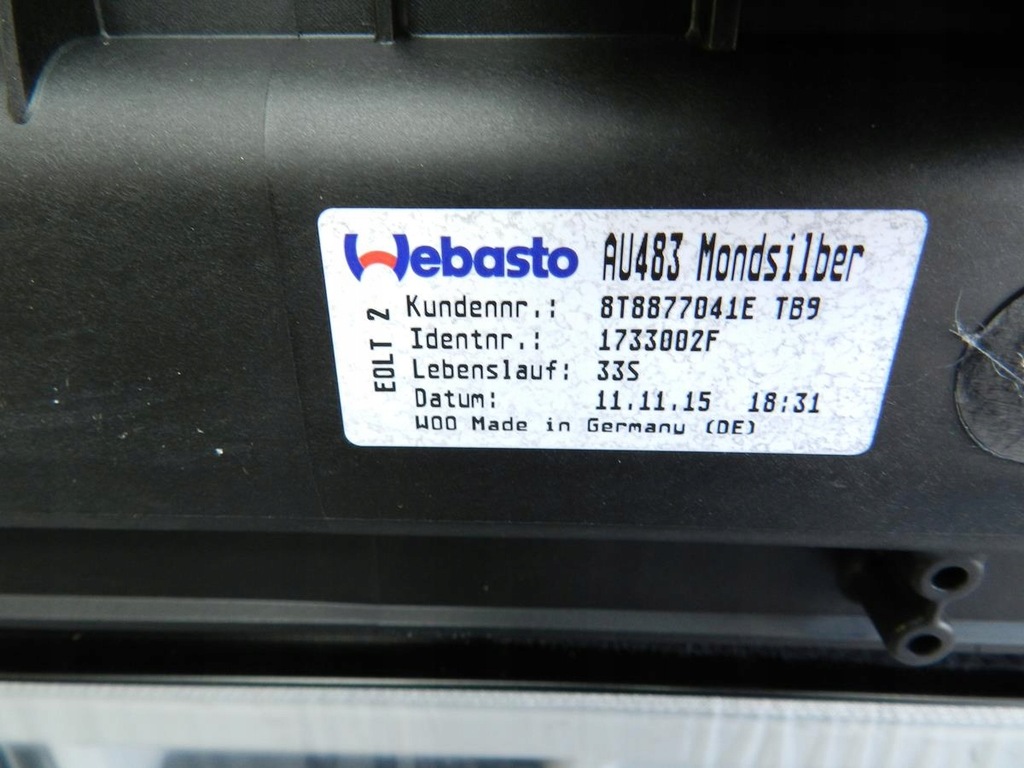 Webasto AU483 Mondsilber
Kundennr.: 8T8877041E TB9
Identnr.: 1733002F
Lebenslauf: 33S
Datum: 11.11.15 18:31
WOO Made in Germany (DE)
EOLT 2